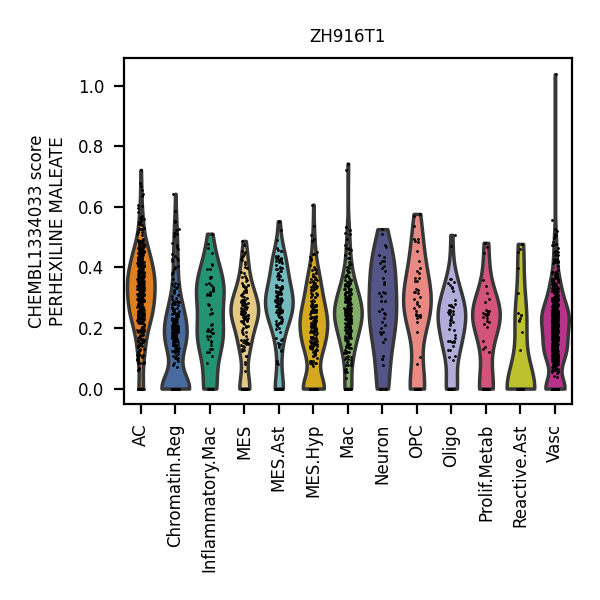 ZH916T1
CHEMBL1334033 score
PERHEXILINE MALEATE
1.0
0.8
0.6
0.4
0.2
0.0
AC
Chromatin.Reg
Inflammatory.Mac
MES
MES.Ast
MES.Hyp
Mac
Neuron
OPC
Oligo
Prolif.Metab
Reactive.Ast
Vasc